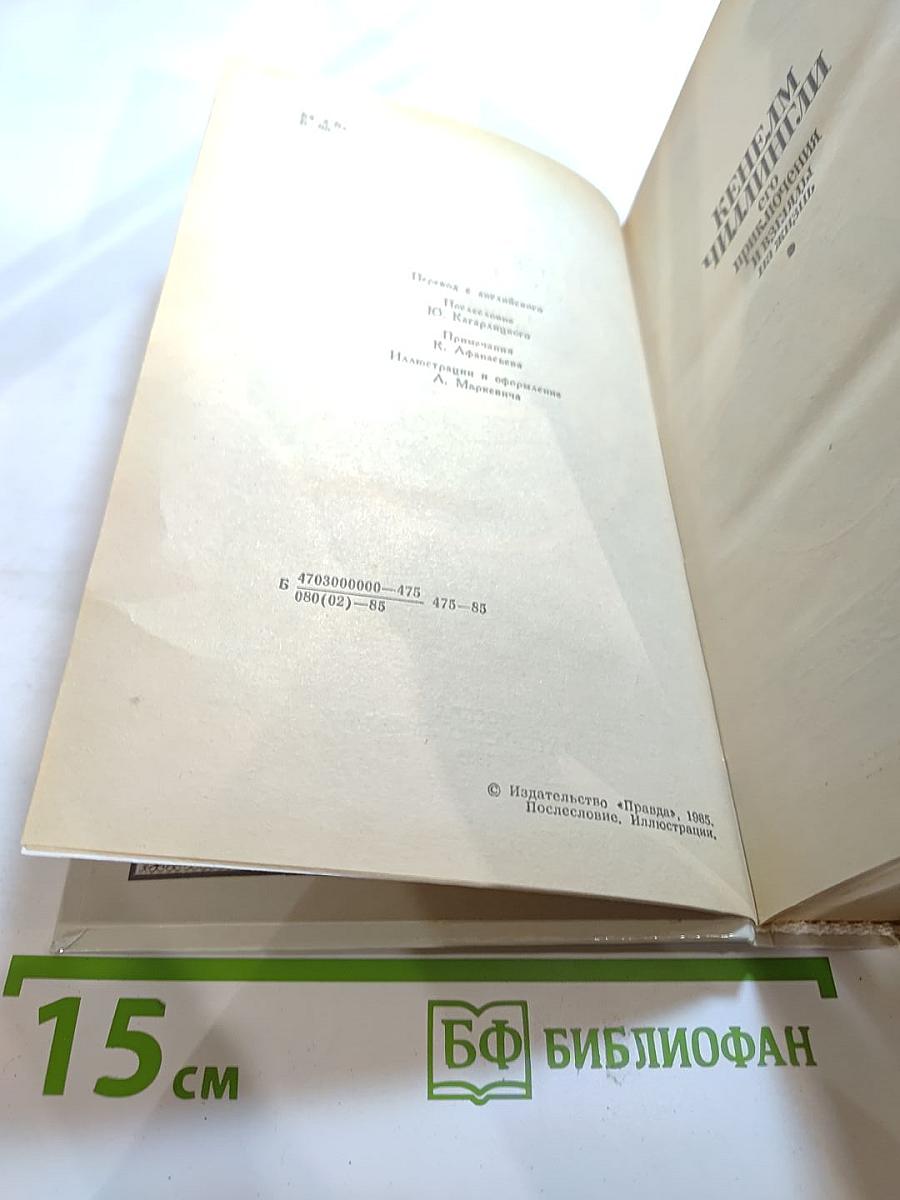 Перевод с английского
Послесловие
Ю. Кагарлицкого
Примечания
К. Афанасьева
Иллюстрации и оформление
А. Маркевича
Б 4703000000—475
080(02)—85
475—85
© Издательство «Правда», 1985.
Послесловие. Иллюстрации.
КЕНЕЛМ
ЧИЛЛИНГЛИ
ЕГО
ПРИКЛЮЧЕНИЯ
И ВЗГЛЯДЫ
НА ЖИЗНЬ
15 см
БФ БИБЛИОФАН